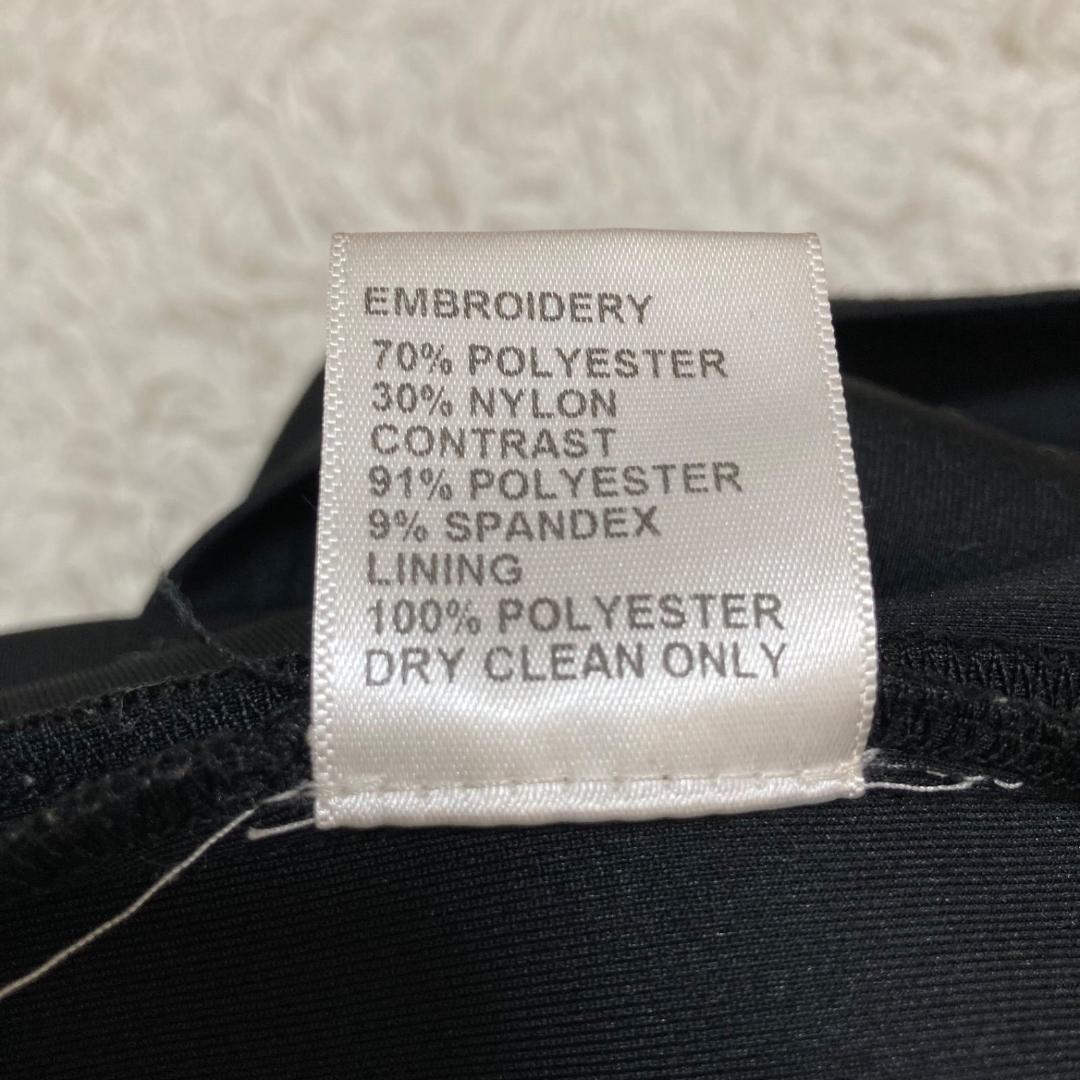 EMBROIDERY
70% POLYESTER
30% NYLON
CONTRAST
91% POLYESTER
9% SPANDEX
LINING
100% POLYESTER
DRY CLEAN ONLY